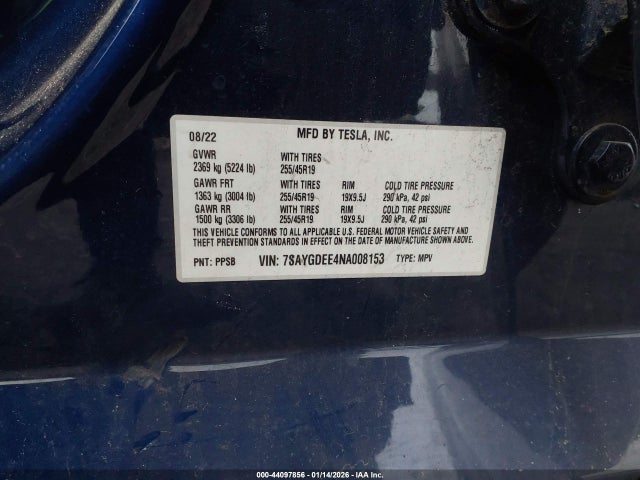 08/22 MFD BY TESLA, INC.
GVWR WITH TIRES
2369 kg (5224 lb) 255/45R19
GAWR FRT WITH TIRES RIM COLD TIRE PRESSURE
1363 kg (3004 lb) 255/45R19 19X9.5J 290 kPa, 42 psi
GAWR RR WITH TIRES RIM COLD TIRE PRESSURE
1500 kg (3306 lb) 255/45R19 19X9.5J 290 kPa, 42 psi
THIS VEHICLE CONFORMS TO ALL APPLICABLE U.S. FEDERAL MOTOR VEHICLE SAFETY AND
THEFT PREVENTION STANDARDS IN EFFECT ON THE DATE OF MANUFACTURE SHOWN ABOVE.
PNT: PPSB VIN: 7SAYGDEE4NA008153 TYPE: MPV
000-44097856 - 01/14/2026 - IAAI.CA